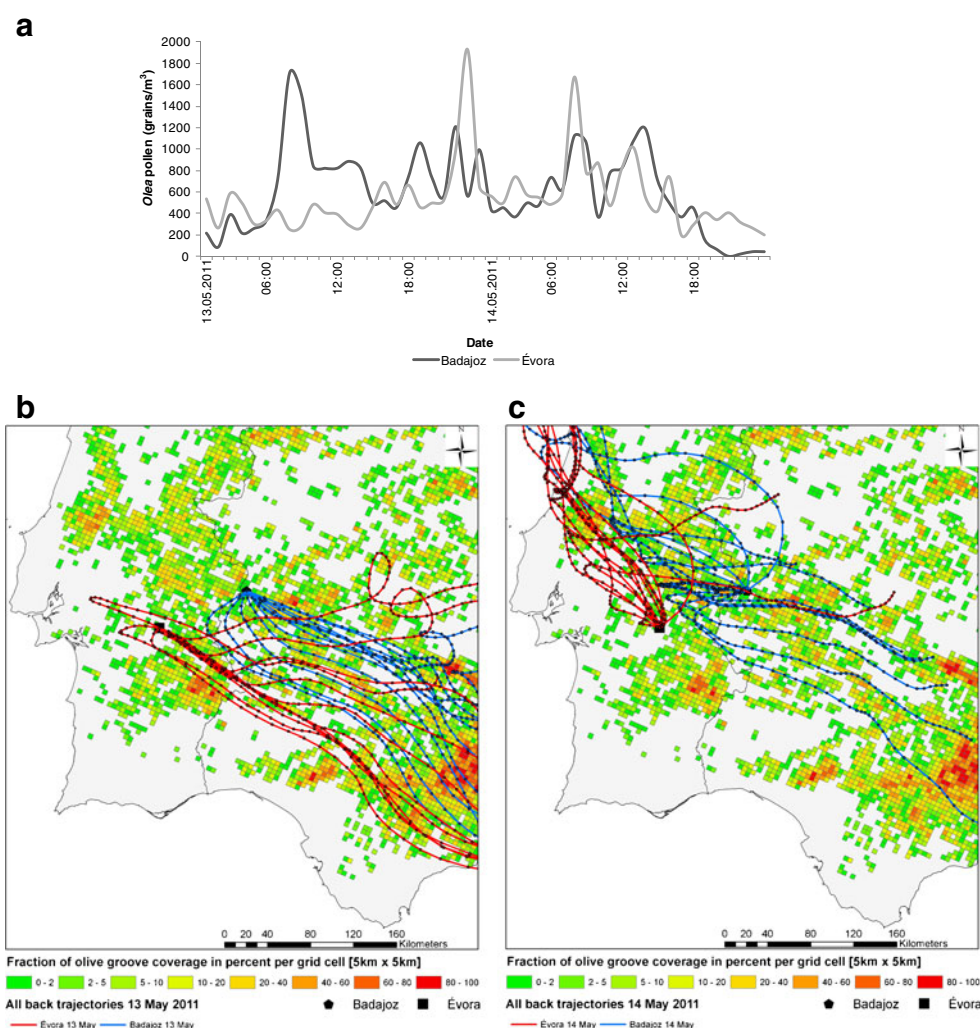 a
2000
1800
1600
1400
1200
1000
800
600
400
200
0
Olea pollen (grains/m³)
13.05.2011
06:00
12:00
18:00
14.05.2011
06:00
12:00
18:00
Date
Badajoz Évora
b
N
0 20 40 80 120 160
Kilometers
Fraction of olive groove coverage in percent per grid cell [5km x 5km]
0 - 2 2 - 5 5 - 10 10 - 20 20 - 40 40 - 60 60 - 80 80 - 100
All back trajectories 13 May 2011 Badajoz Évora
Évora 13 May Badajoz 13 May
c
N
0 20 40 80 120 160
Kilometers
Fraction of olive groove coverage in percent per grid cell [5km x 5km]
0 - 2 2 - 5 5 - 10 10 - 20 20 - 40 40 - 60 60 - 80 80 - 100
All back trajectories 14 May 2011 Badajoz Évora
Évora 14 May Badajoz 14 May